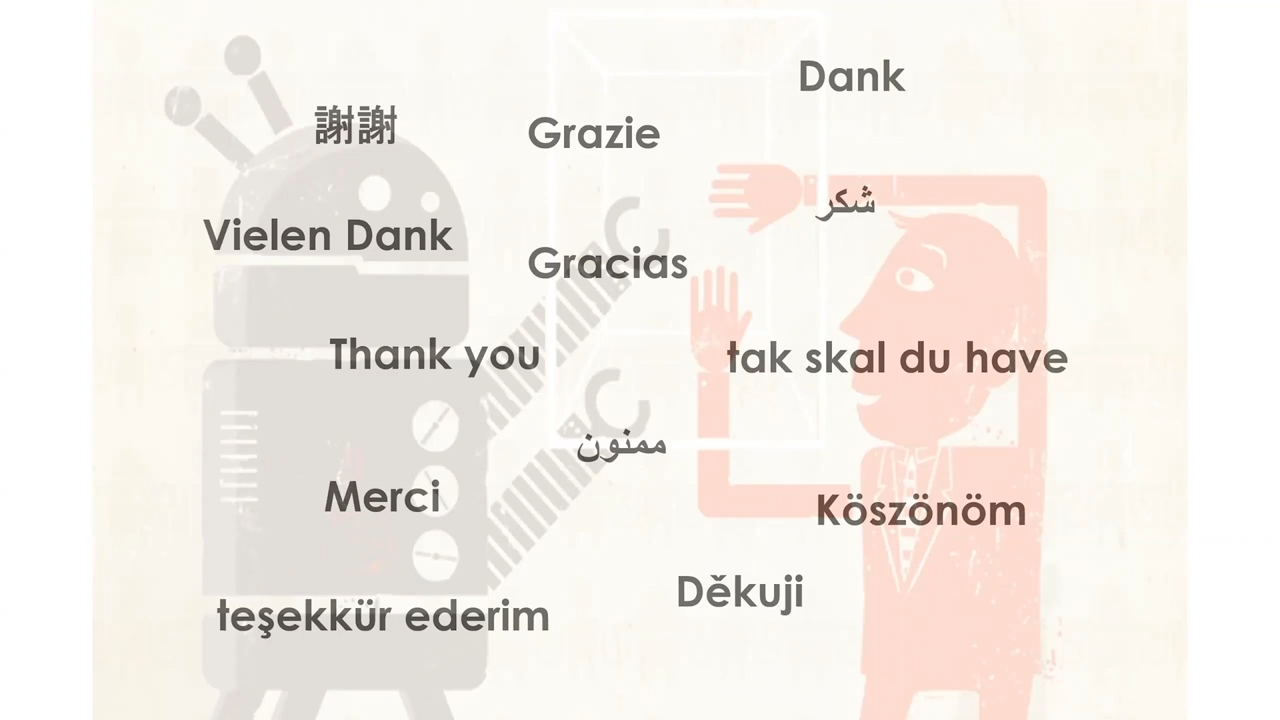 Dank
謝謝
Grazie
شكر
Vielen Dank
Gracias
Thank you
tak skal du have
ممنون
Merci
Köszönöm
Děkuji
teşekkür ederim